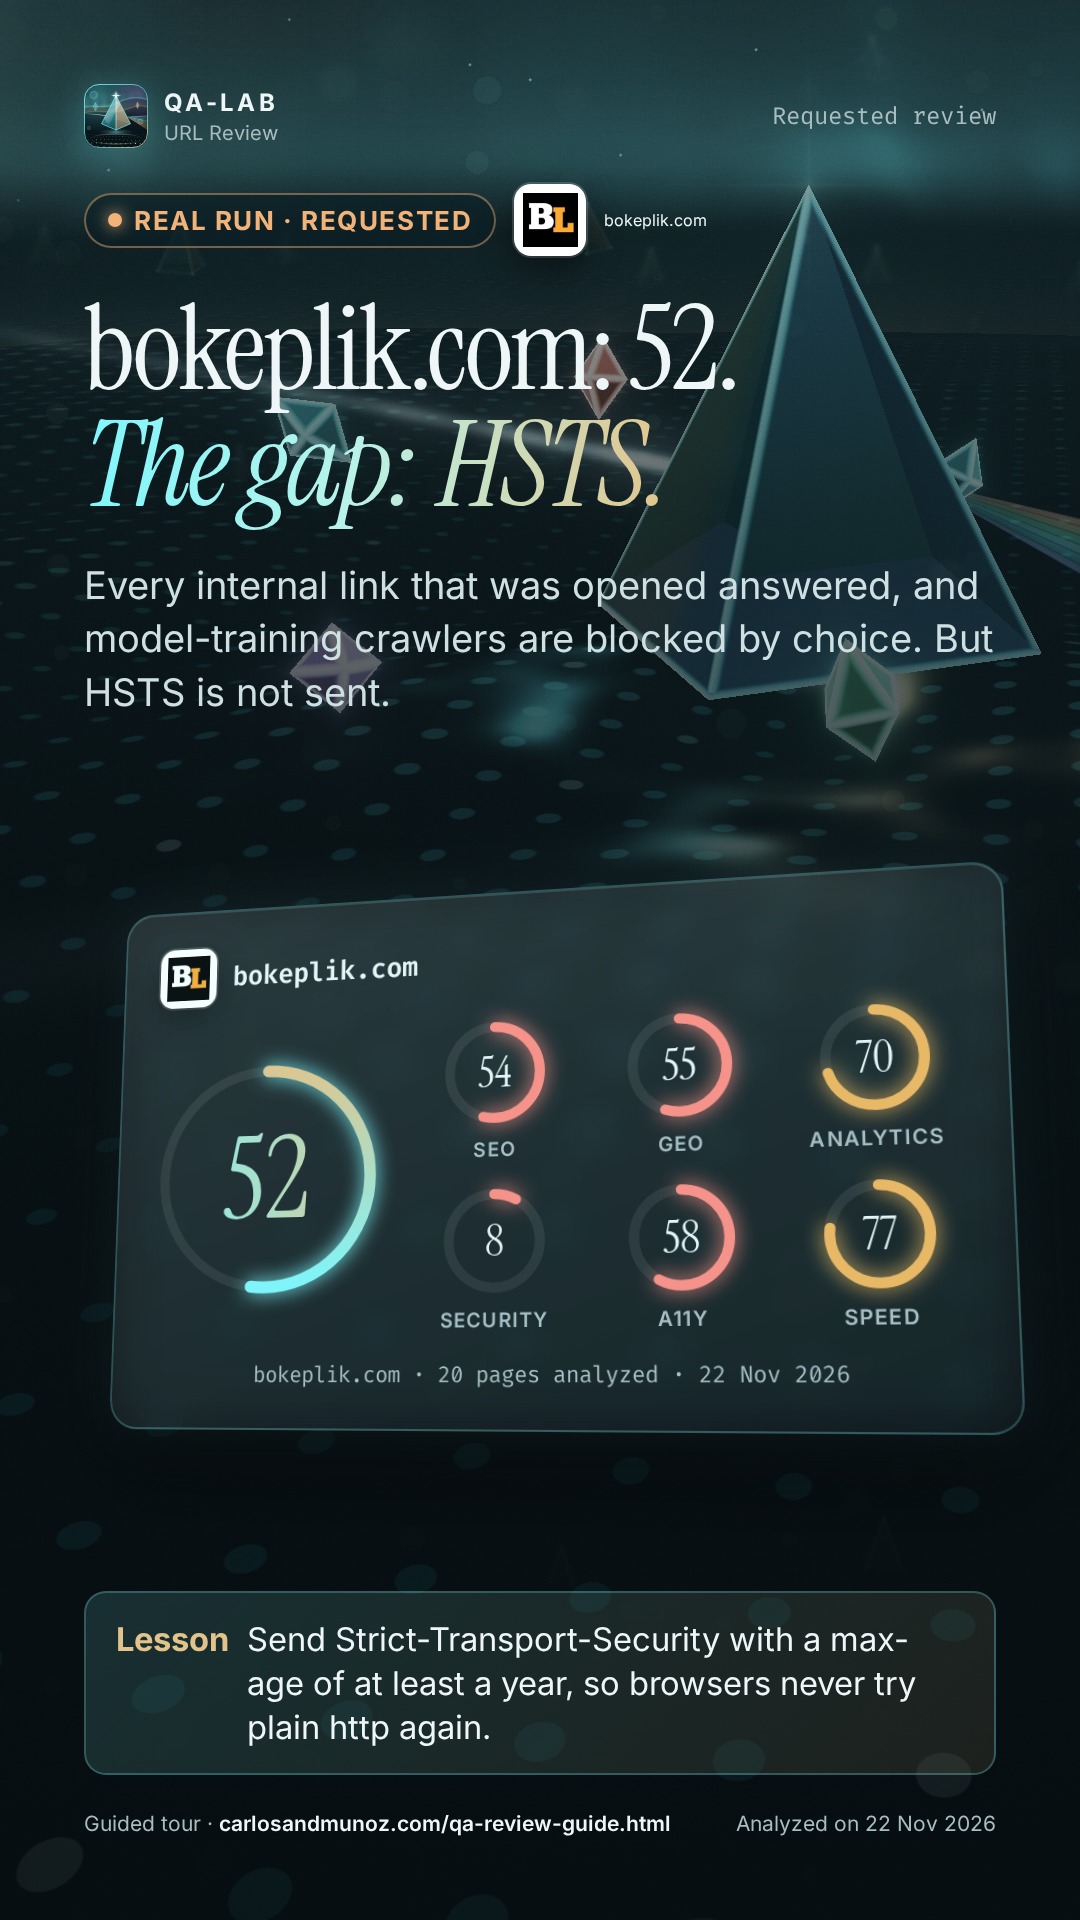 QA-LAB
URL Review
Requested review
REAL RUN · REQUESTED
BL
bokeplik.com
bokeplik.com: 52.
The gap: HSTS.
Every internal link that was opened answered, and
model-training crawlers are blocked by choice. But
HSTS is not sent.
BL
bokeplik.com
52
54
SEO
55
GEO
70
ANALYTICS
8
SECURITY
58
A11Y
77
SPEED
bokeplik.com · 20 pages analyzed · 22 Nov 2026
Lesson
Send Strict-Transport-Security with a max-
age of at least a year, so browsers never try
plain http again.
Guided tour · carlosandmunoz.com/qa-review-guide.html
Analyzed on 22 Nov 2026